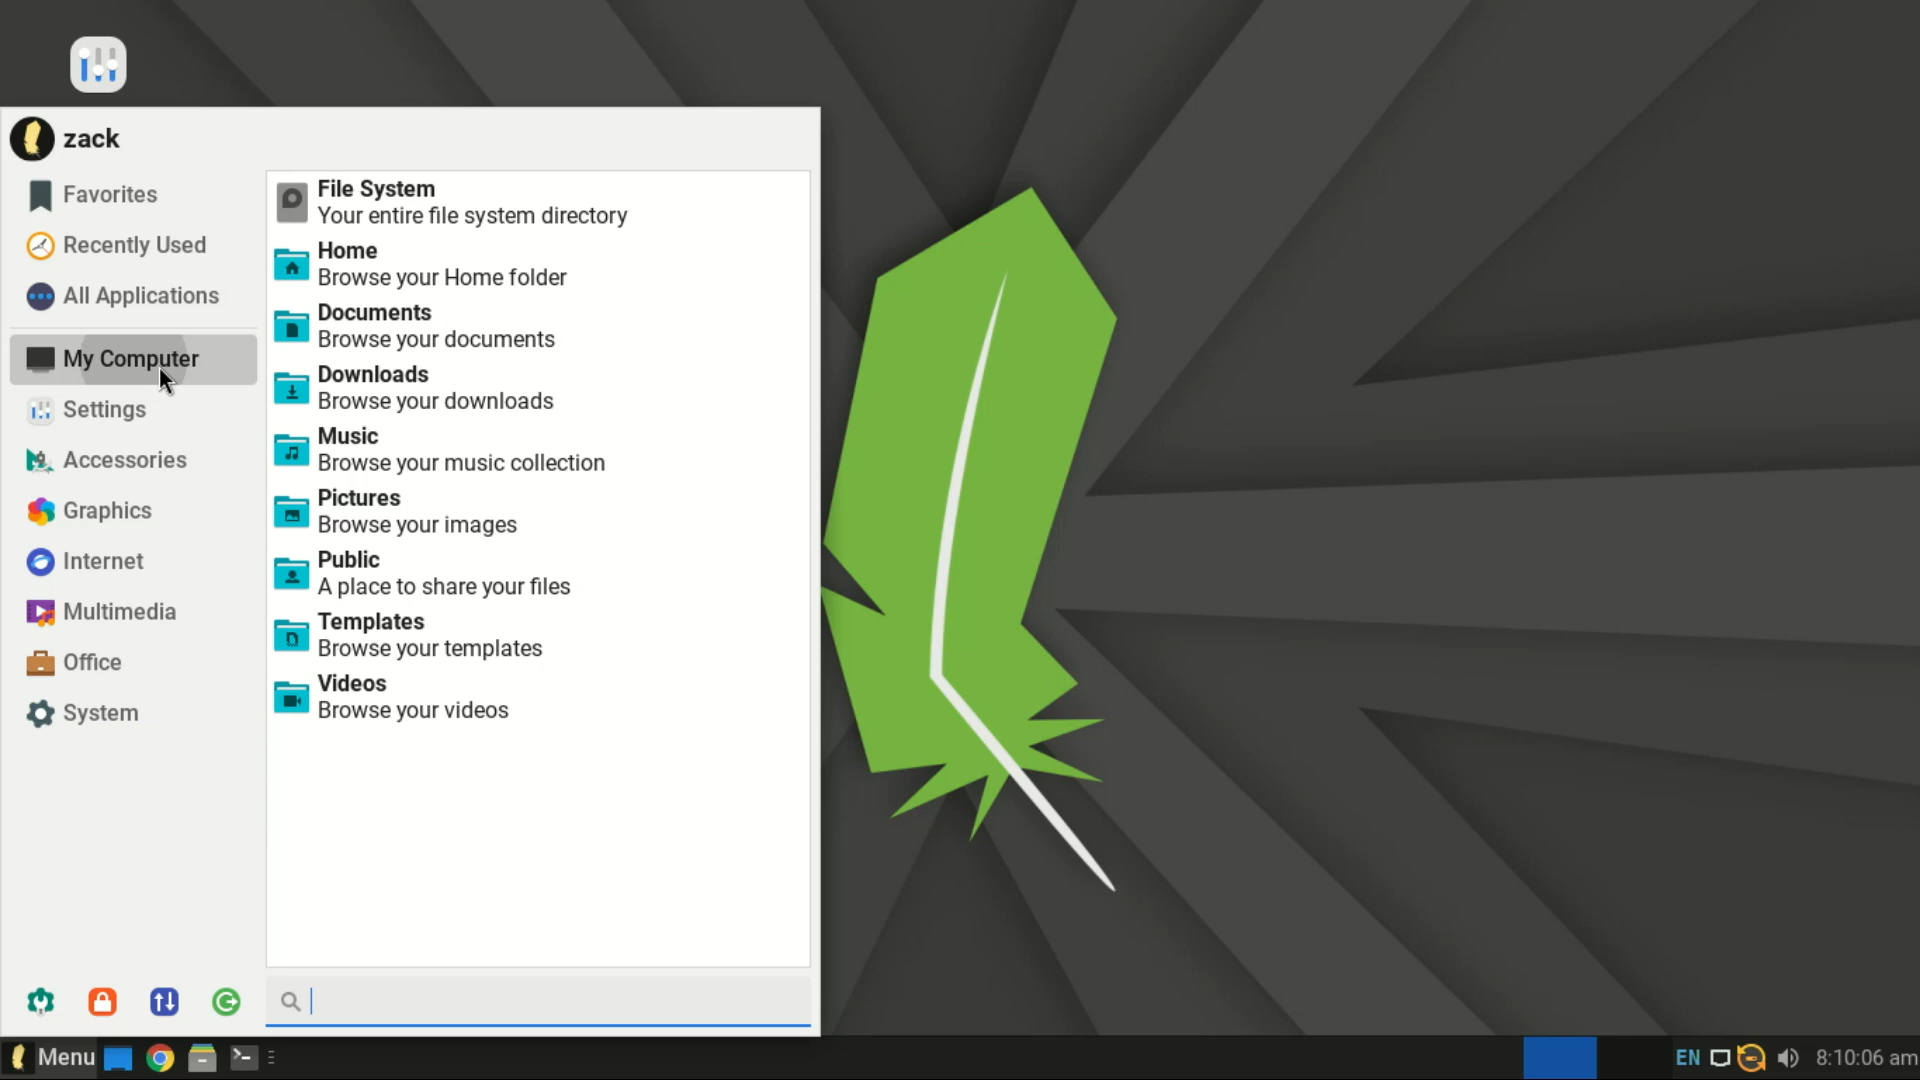 zack
Favorites
Recently Used
All Applications
My Computer
Settings
Accessories
Graphics
Internet
Multimedia
Office
System
File System
Your entire file system directory
Home
Browse your Home folder
Documents
Browse your documents
Downloads
Browse your downloads
Music
Browse your music collection
Pictures
Browse your images
Public
A place to share your files
Templates
Browse your templates
Videos
Browse your videos
Menu
EN
8:10:06 am